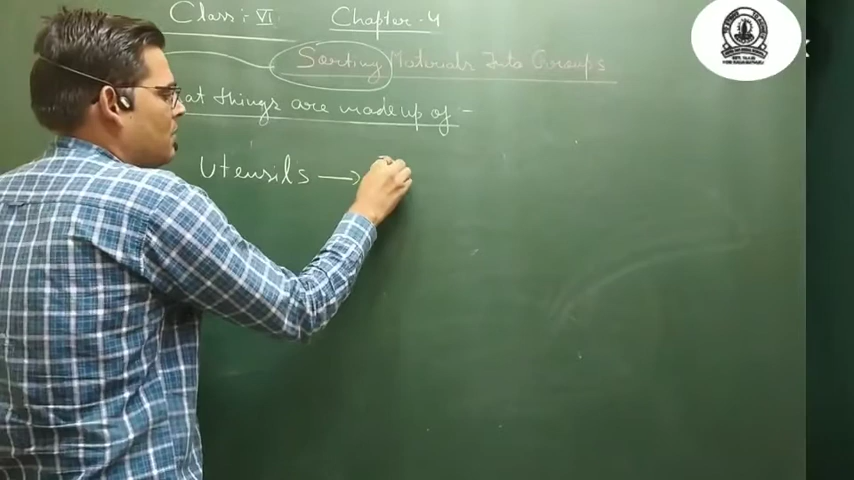 Class:- VI Chapter-4
Sorting Materials Into Groups
at things are made up of :-
Utensils →